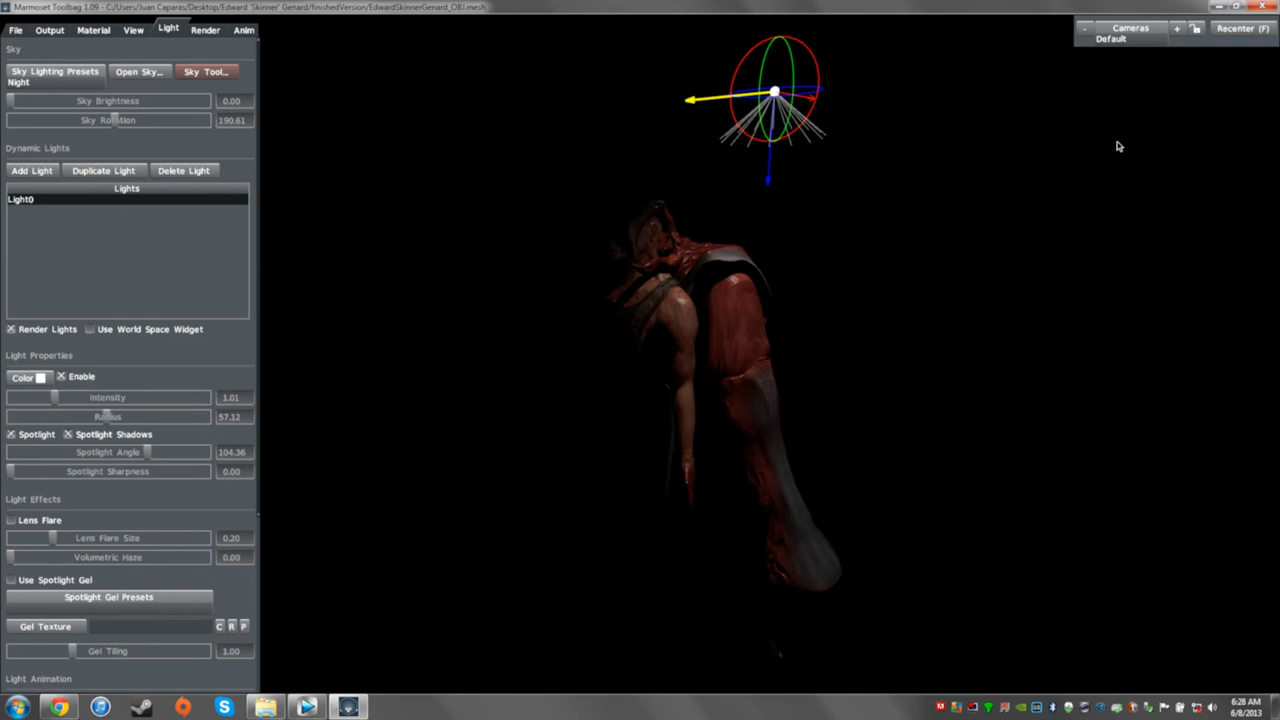 Marmoset Toolbag 1.09 - C:/Users/Juan Caparas/Desktop/Edward 'Skinner' Genard/finishedVersion/EdwardSkinnerGenard_OBJ.mesh
File Output Material View Light Render Anim
- Cameras + Recenter (F)
Default
Sky
Sky Lighting Presets Open Sky... Sky Tool...
Night
Sky Brightness 0.00
Sky Rotation 190.61
Dynamic Lights
Add Light Duplicate Light Delete Light
Lights
Light0
Render Lights Use World Space Widget
Light Properties
Color Enable
Intensity 1.01
Radius 57.12
Spotlight Spotlight Shadows
Spotlight Angle 104.36
Spotlight Sharpness 0.00
Light Effects
Lens Flare
Lens Flare Size 0.20
Volumetric Haze 0.00
Use Spotlight Gel
Spotlight Gel Presets
Gel Texture C R P
Gel Tiling 1.00
Light Animation
6:28 AM
6/8/2013